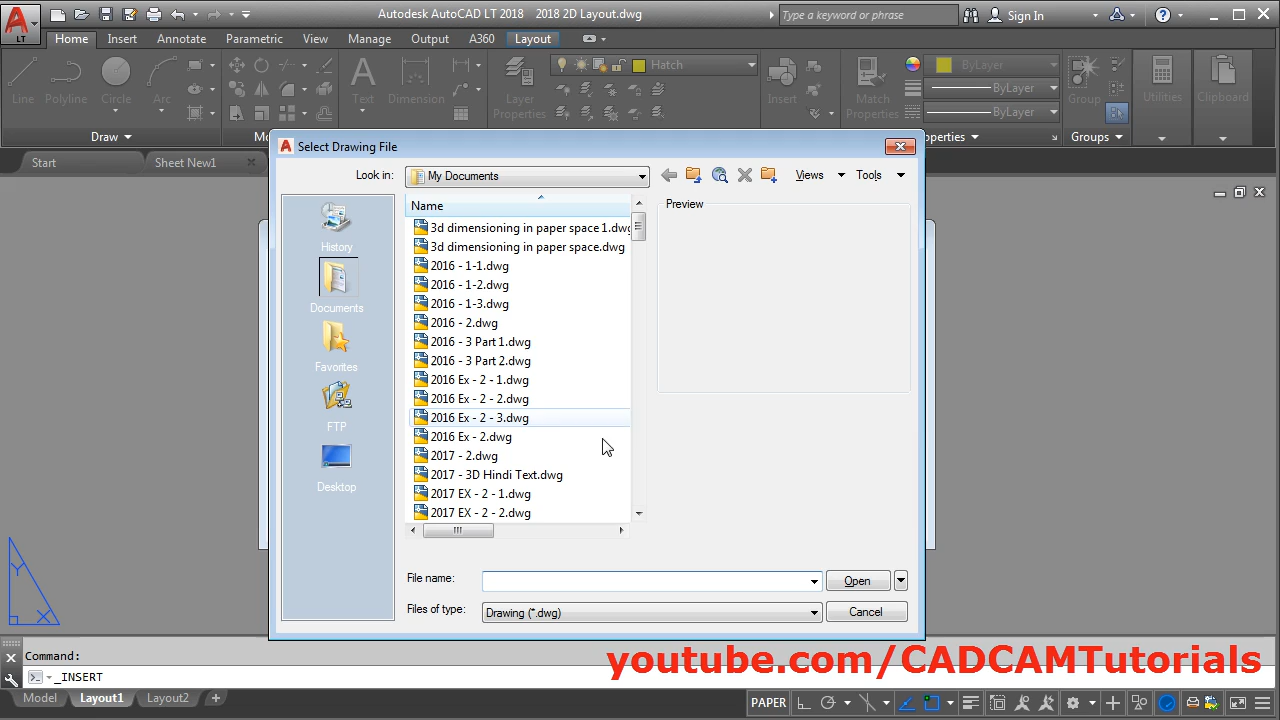 LT
Autodesk AutoCAD LT 2018 2018 2D Layout.dwg
Type a keyword or phrase
Sign In
Home Insert Annotate Parametric View Manage Output A360 Layout
Line Polyline Circle Arc
Text Dimension
Layer
Properties
Hatch
Insert
Match
Properties
ByLayer
ByLayer
ByLayer
Group
Utilities
Clipboard
Draw
Groups
Start
Sheet New1
Select Drawing File
Look in:
My Documents
Views
Tools
Name
Preview
History
Documents
Favorites
FTP
Desktop
3d dimensioning in paper space 1.dwg
3d dimensioning in paper space.dwg
2016 - 1-1.dwg
2016 - 1-2.dwg
2016 - 1-3.dwg
2016 - 2.dwg
2016 - 3 Part 1.dwg
2016 - 3 Part 2.dwg
2016 Ex - 2 - 1.dwg
2016 Ex - 2 - 2.dwg
2016 Ex - 2 - 3.dwg
2016 Ex - 2.dwg
2017 - 2.dwg
2017 - 3D Hindi Text.dwg
2017 EX - 2 - 1.dwg
2017 EX - 2 - 2.dwg
File name:
Open
Files of type:
Drawing (*.dwg)
Cancel
Y
X
Command:
_INSERT
youtube.com/CADCAMTutorials
Model Layout1 Layout2 +
PAPER